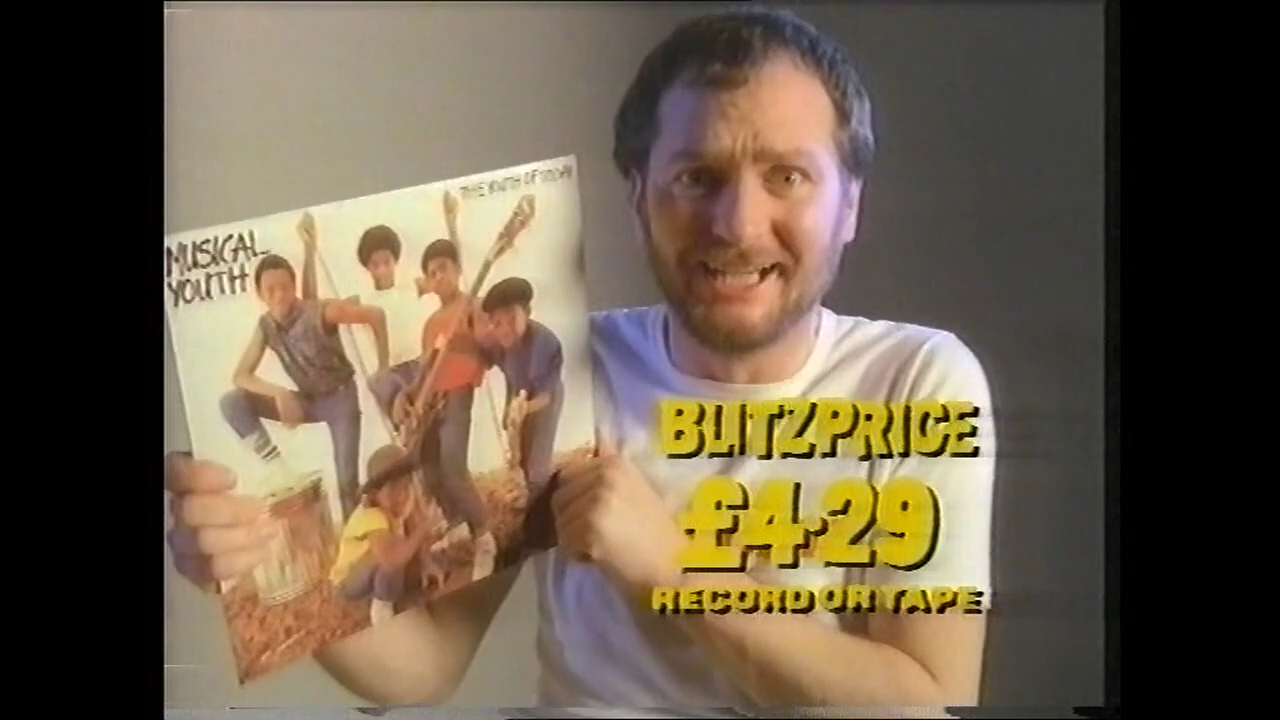 THE YOUTH OF TODAY
MUSICAL
YOUTH
BLITZPRICE
£4·29
RECORD OR TAPE